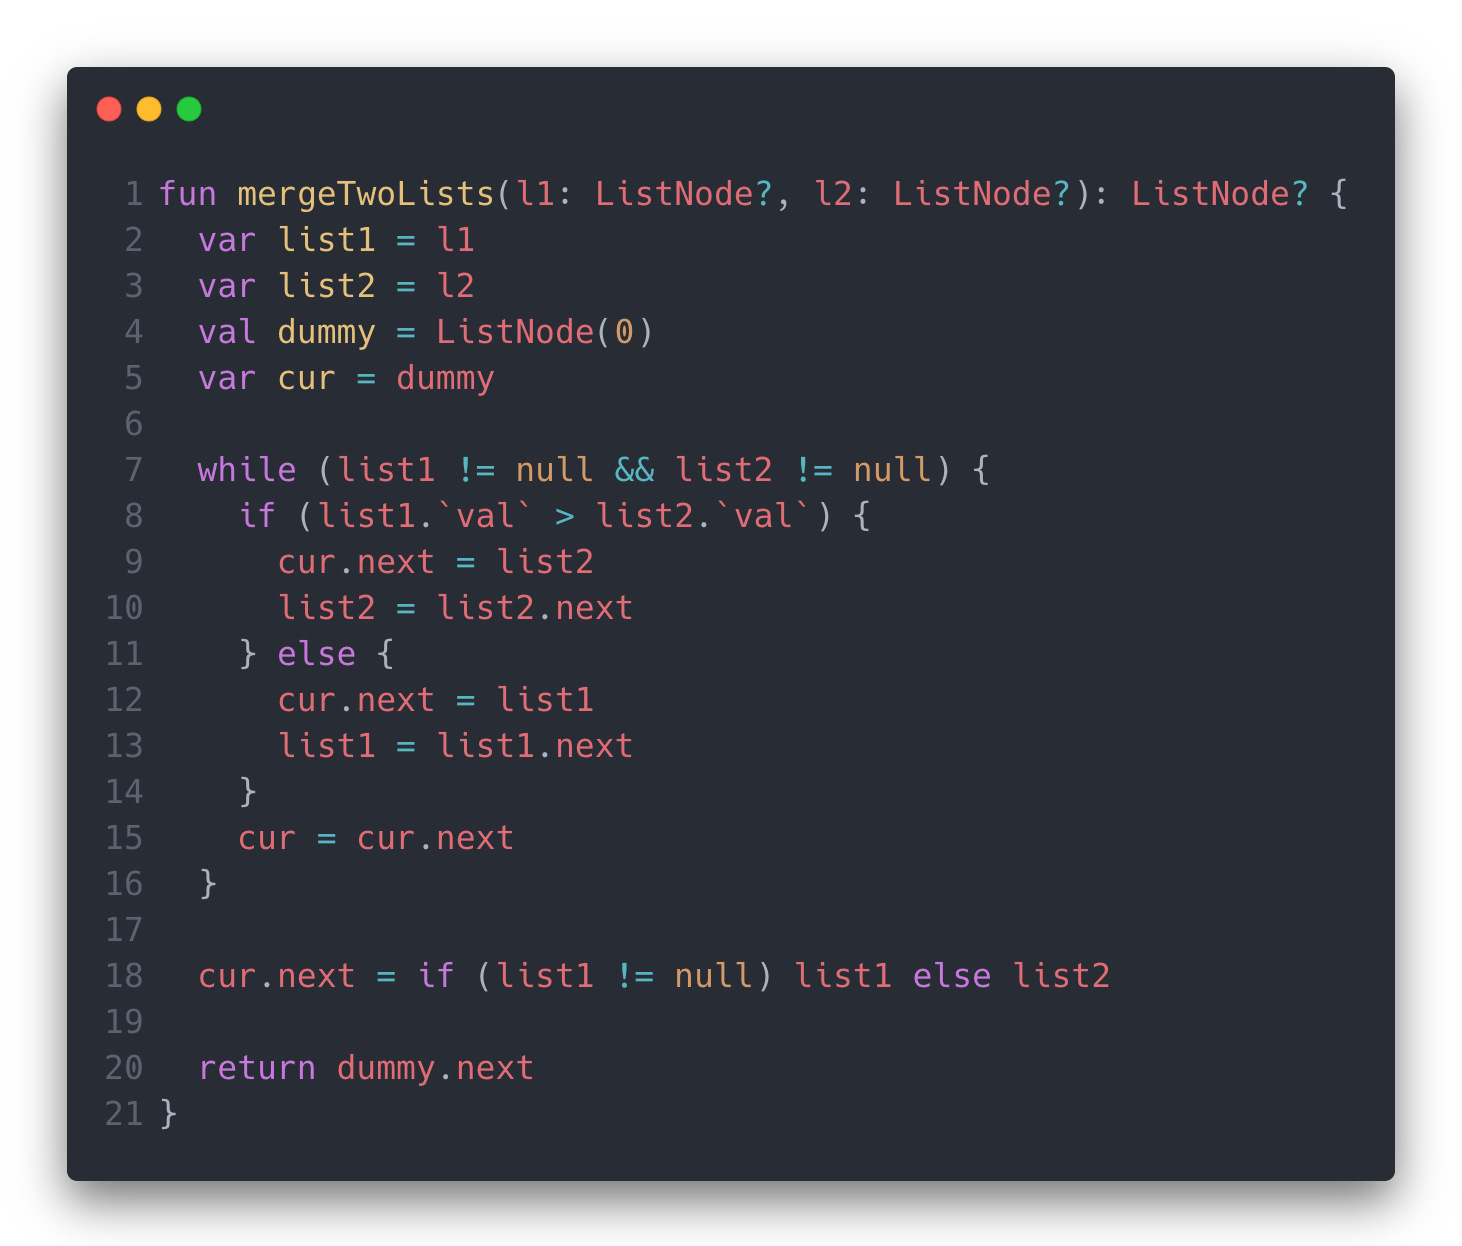 1 fun mergeTwoLists(l1: ListNode?, l2: ListNode?): ListNode? {
2   var list1 = l1
3   var list2 = l2
4   val dummy = ListNode(0)
5   var cur = dummy
6
7   while (list1 != null && list2 != null) {
8     if (list1.`val` > list2.`val`) {
9       cur.next = list2
10       list2 = list2.next
11     } else {
12       cur.next = list1
13       list1 = list1.next
14     }
15     cur = cur.next
16   }
17
18   cur.next = if (list1 != null) list1 else list2
19
20   return dummy.next
21 }